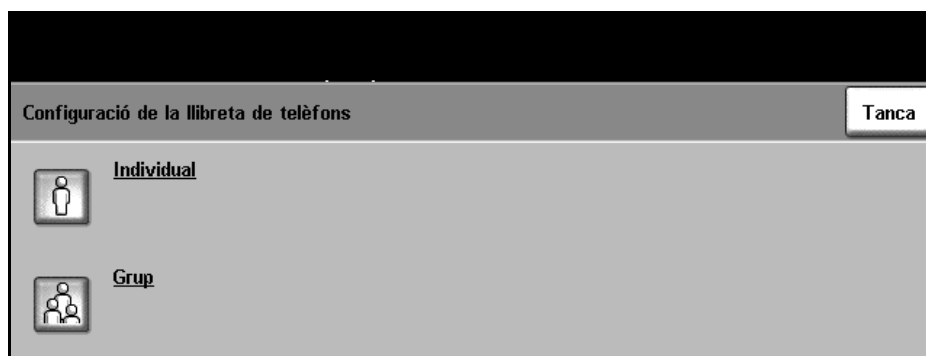 Configuració de la llibreta de telèfons
Tanca
Individual
Grup